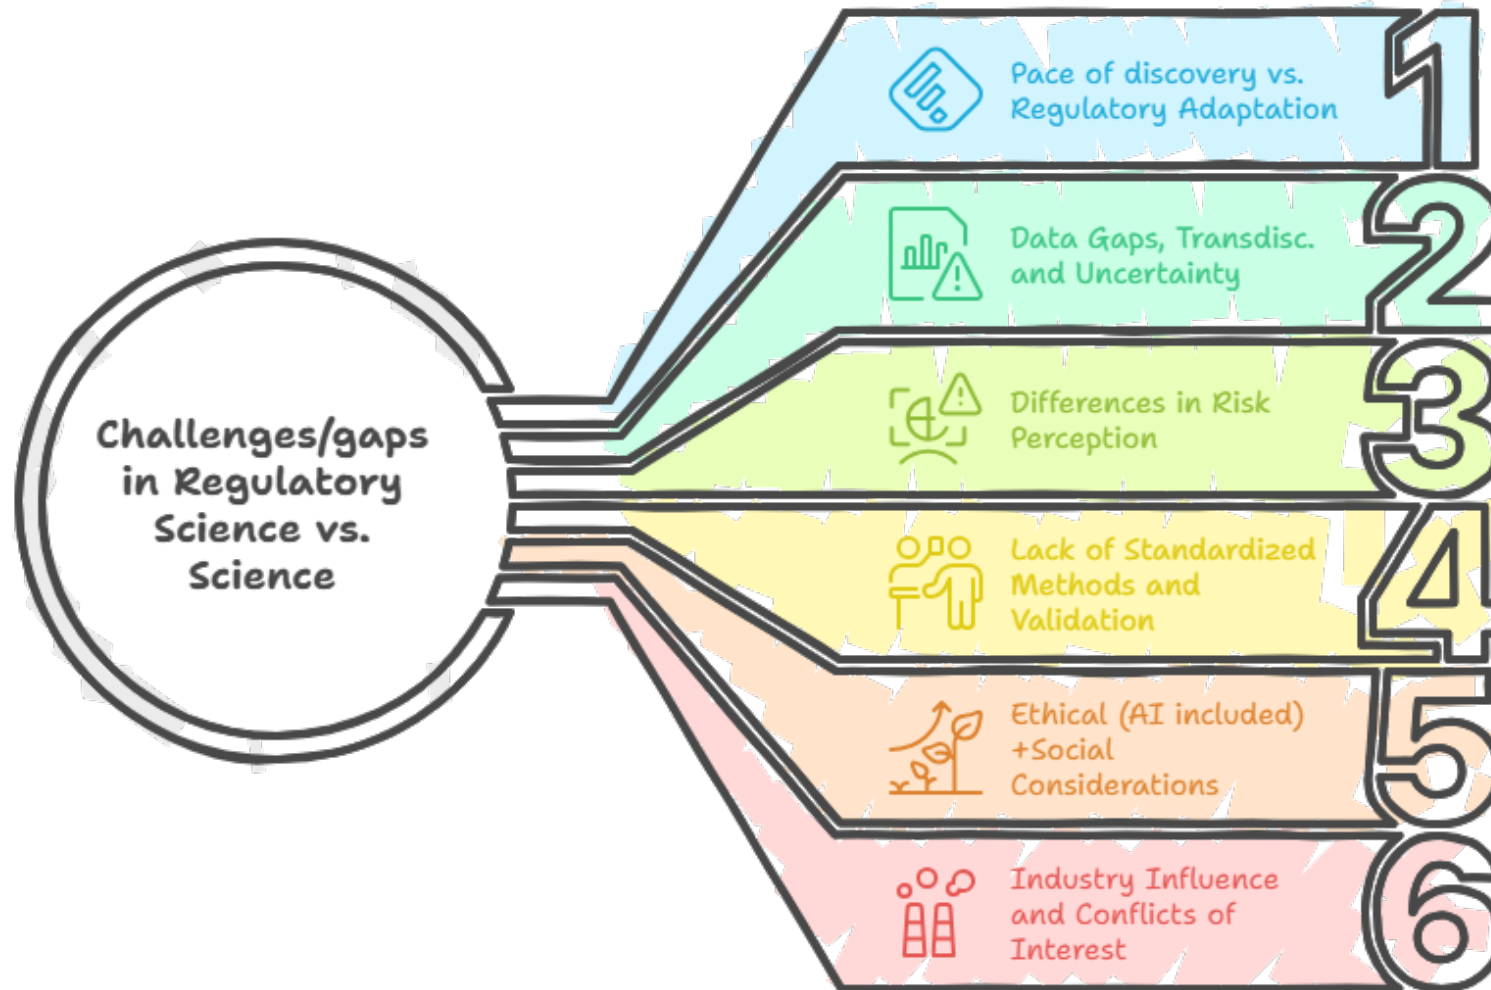 Challenges/gaps
in Regulatory
Science vs.
Science
Pace of discovery vs.
Regulatory Adaptation
1
Data Gaps, Transdisc.
and Uncertainty
2
Differences in Risk
Perception
3
Lack of Standardized
Methods and
Validation
4
Ethical (AI included)
+Social
Considerations
5
Industry Influence
and Conflicts of
Interest
6